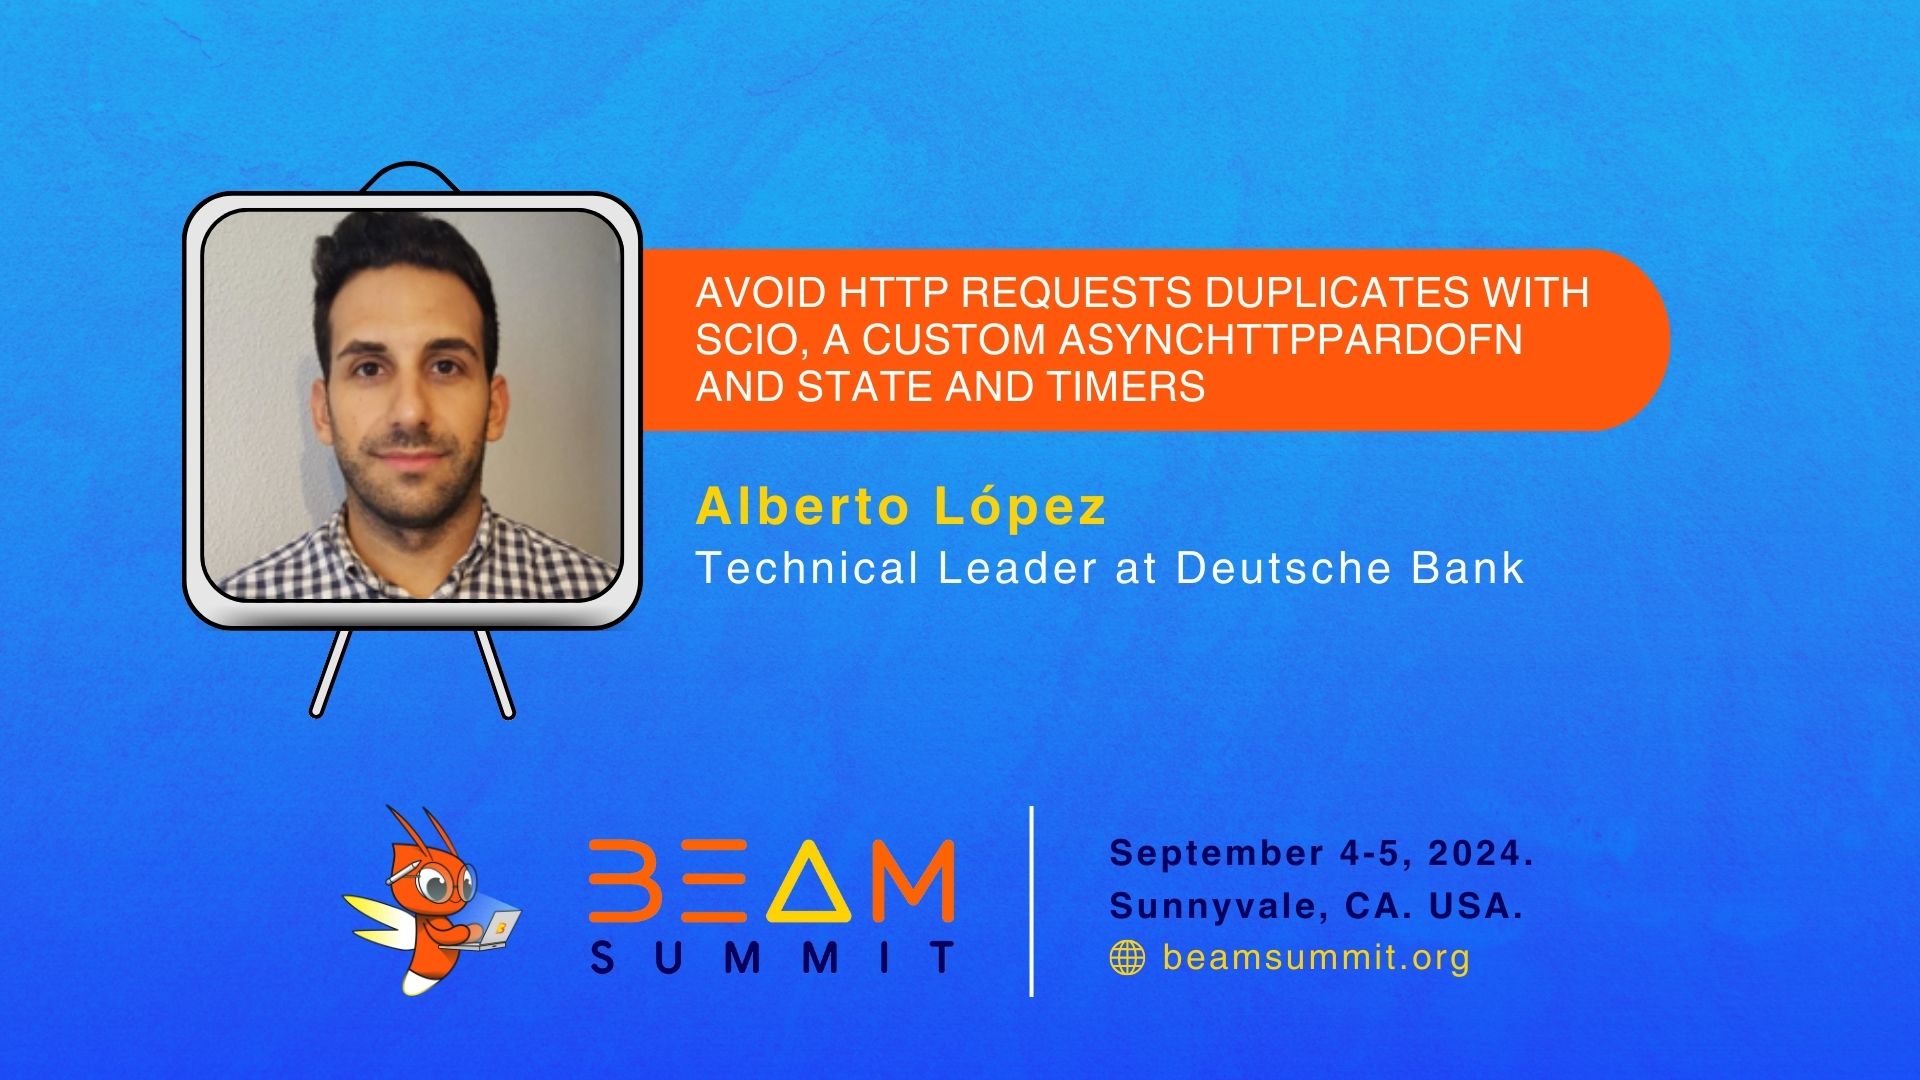 AVOID HTTP REQUESTS DUPLICATES WITH
SCIO, A CUSTOM ASYNCHTTPPARDOFN
AND STATE AND TIMERS
Alberto López
Technical Leader at Deutsche Bank
BEAM
SUMMIT
September 4-5, 2024.
Sunnyvale, CA. USA.
beamsummit.org